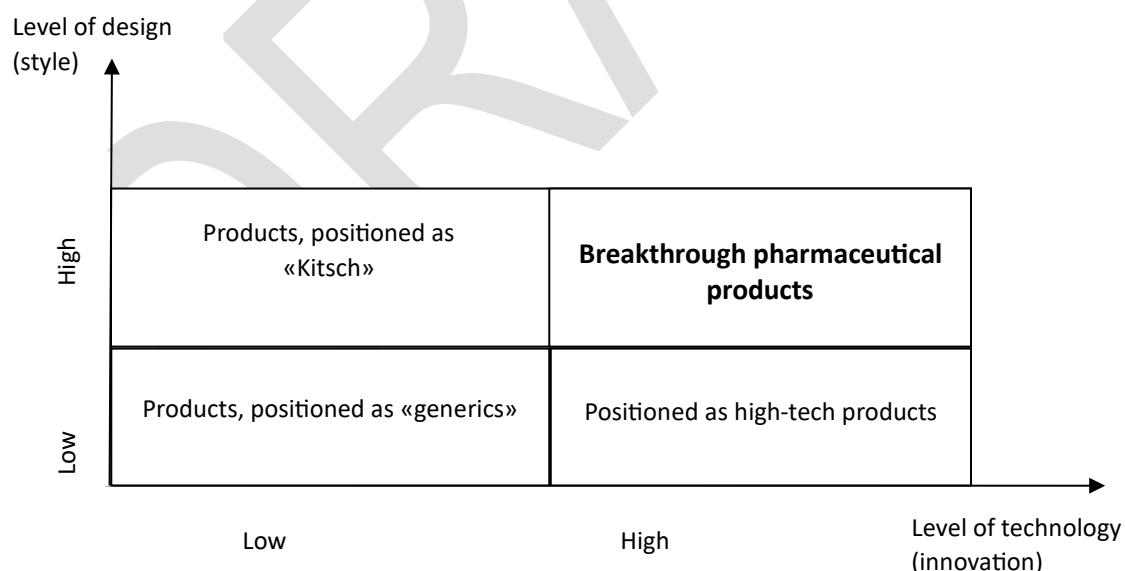 Level of design
(style)
High
Products, positioned as
«Kitsch»
Breakthrough pharmaceutical
products
Low
Products, positioned as «generics»
Positioned as high-tech products
Low
High
Level of technology
(innovation)